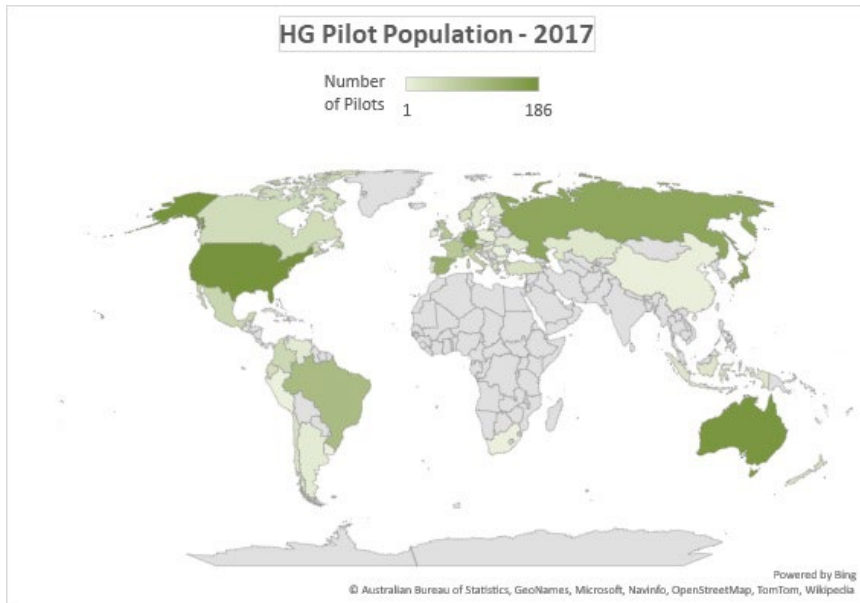 HG Pilot Population - 2017
Number
of Pilots
1 186
Powered by Bing
© Australian Bureau of Statistics, GeoNames, Microsoft, Navinfo, OpenStreetMap, TomTom, Wikipedia